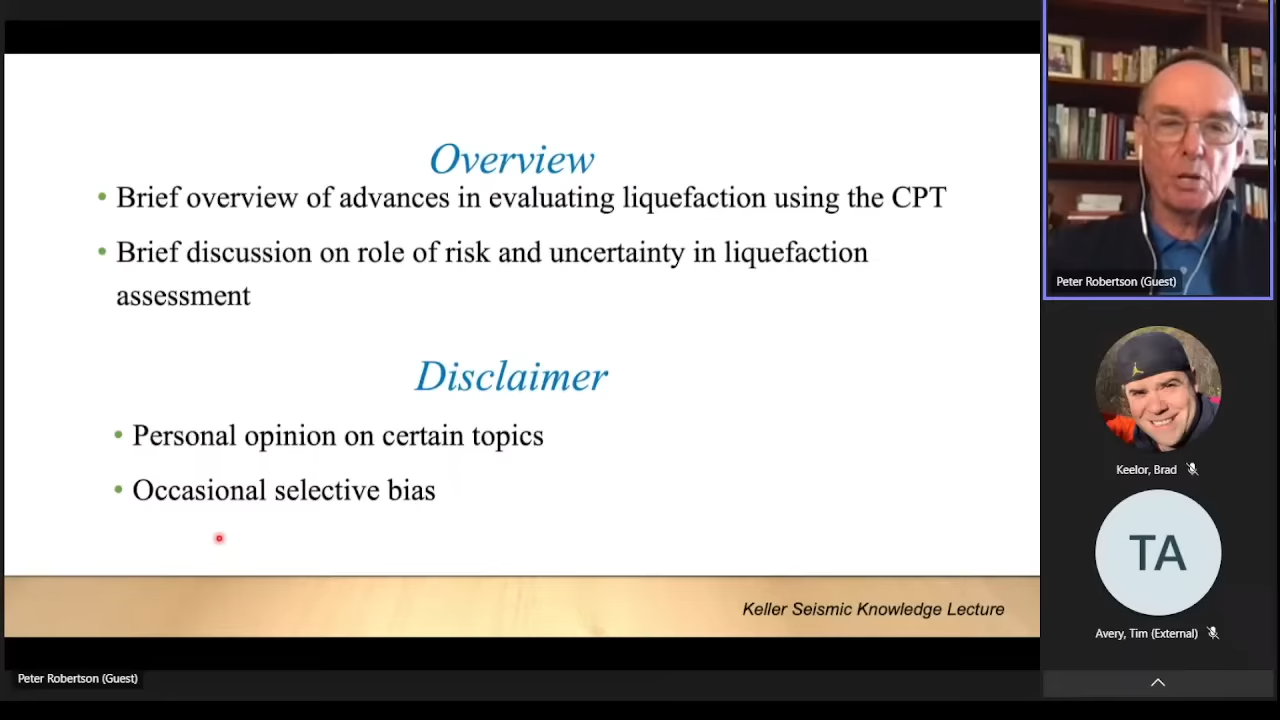 Overview
• Brief overview of advances in evaluating liquefaction using the CPT
• Brief discussion on role of risk and uncertainty in liquefaction
assessment
Disclaimer
• Personal opinion on certain topics
• Occasional selective bias
Keller Seismic Knowledge Lecture
Peter Robertson (Guest)
Peter Robertson (Guest)
Keelor, Brad
TA
Avery, Tim (External)